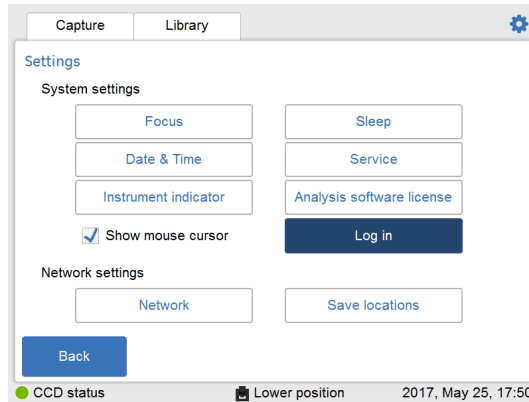 Capture Library
Settings
System settings
Focus Sleep
Date & Time Service
Instrument indicator Analysis software license
Show mouse cursor Log in
Network settings
Network Save locations
Back
CCD status Lower position 2017, May 25, 17:50